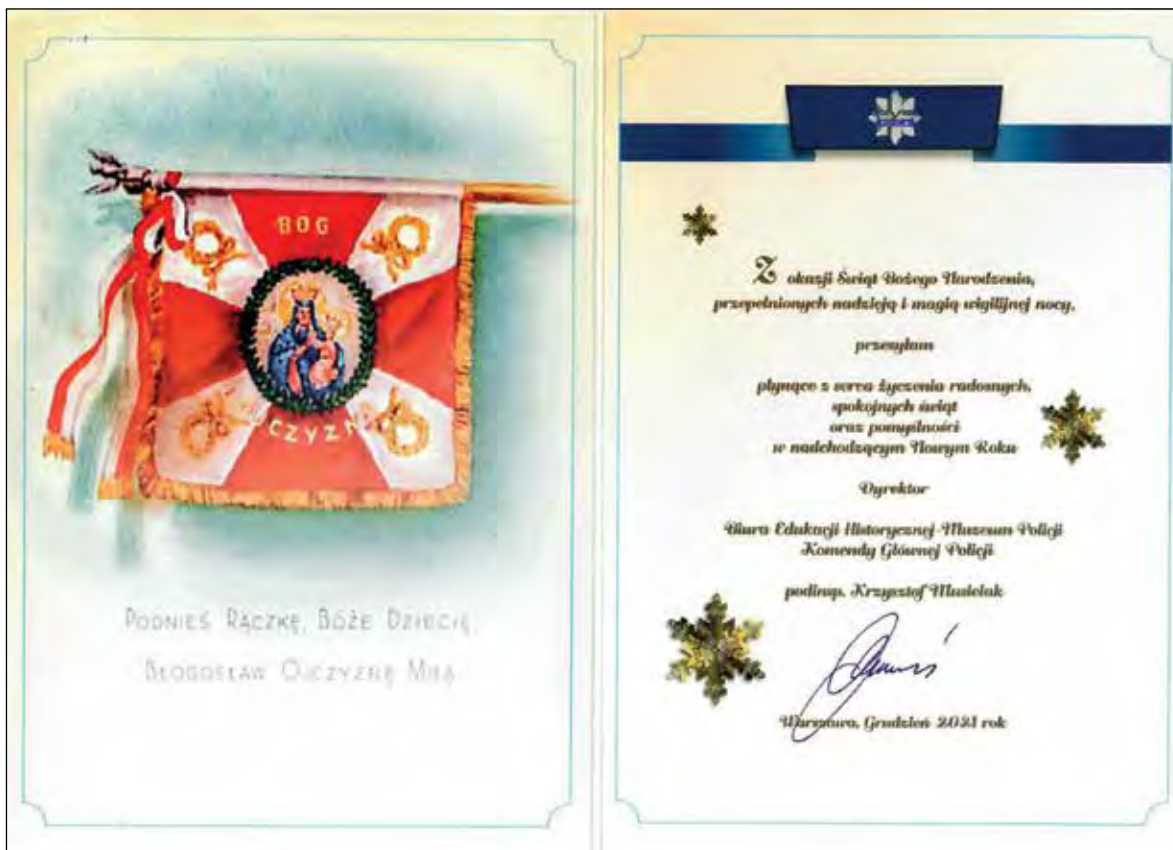 BÓG
OJCZYZNA
PODNIEŚ RĄCZKĘ, BOŻE DZIECIĘ,
BŁOGOSŁAW OJCZYZNĘ MIŁĄ
Z okazji Świąt Bożego Narodzenia,
przepełnionych nadzieją i magią wigilijnej nocy,
przesyłam
płynące z serca życzenia radosnych,
spokojnych świąt
oraz pomyślności
w nadchodzącym Nowym Roku
Dyrektor
Biura Edukacji Historycznej-Muzeum Policji
Komendy Głównej Policji
podinsp. Krzysztof Musielak
Warszawa, Grudzień 2021 rok